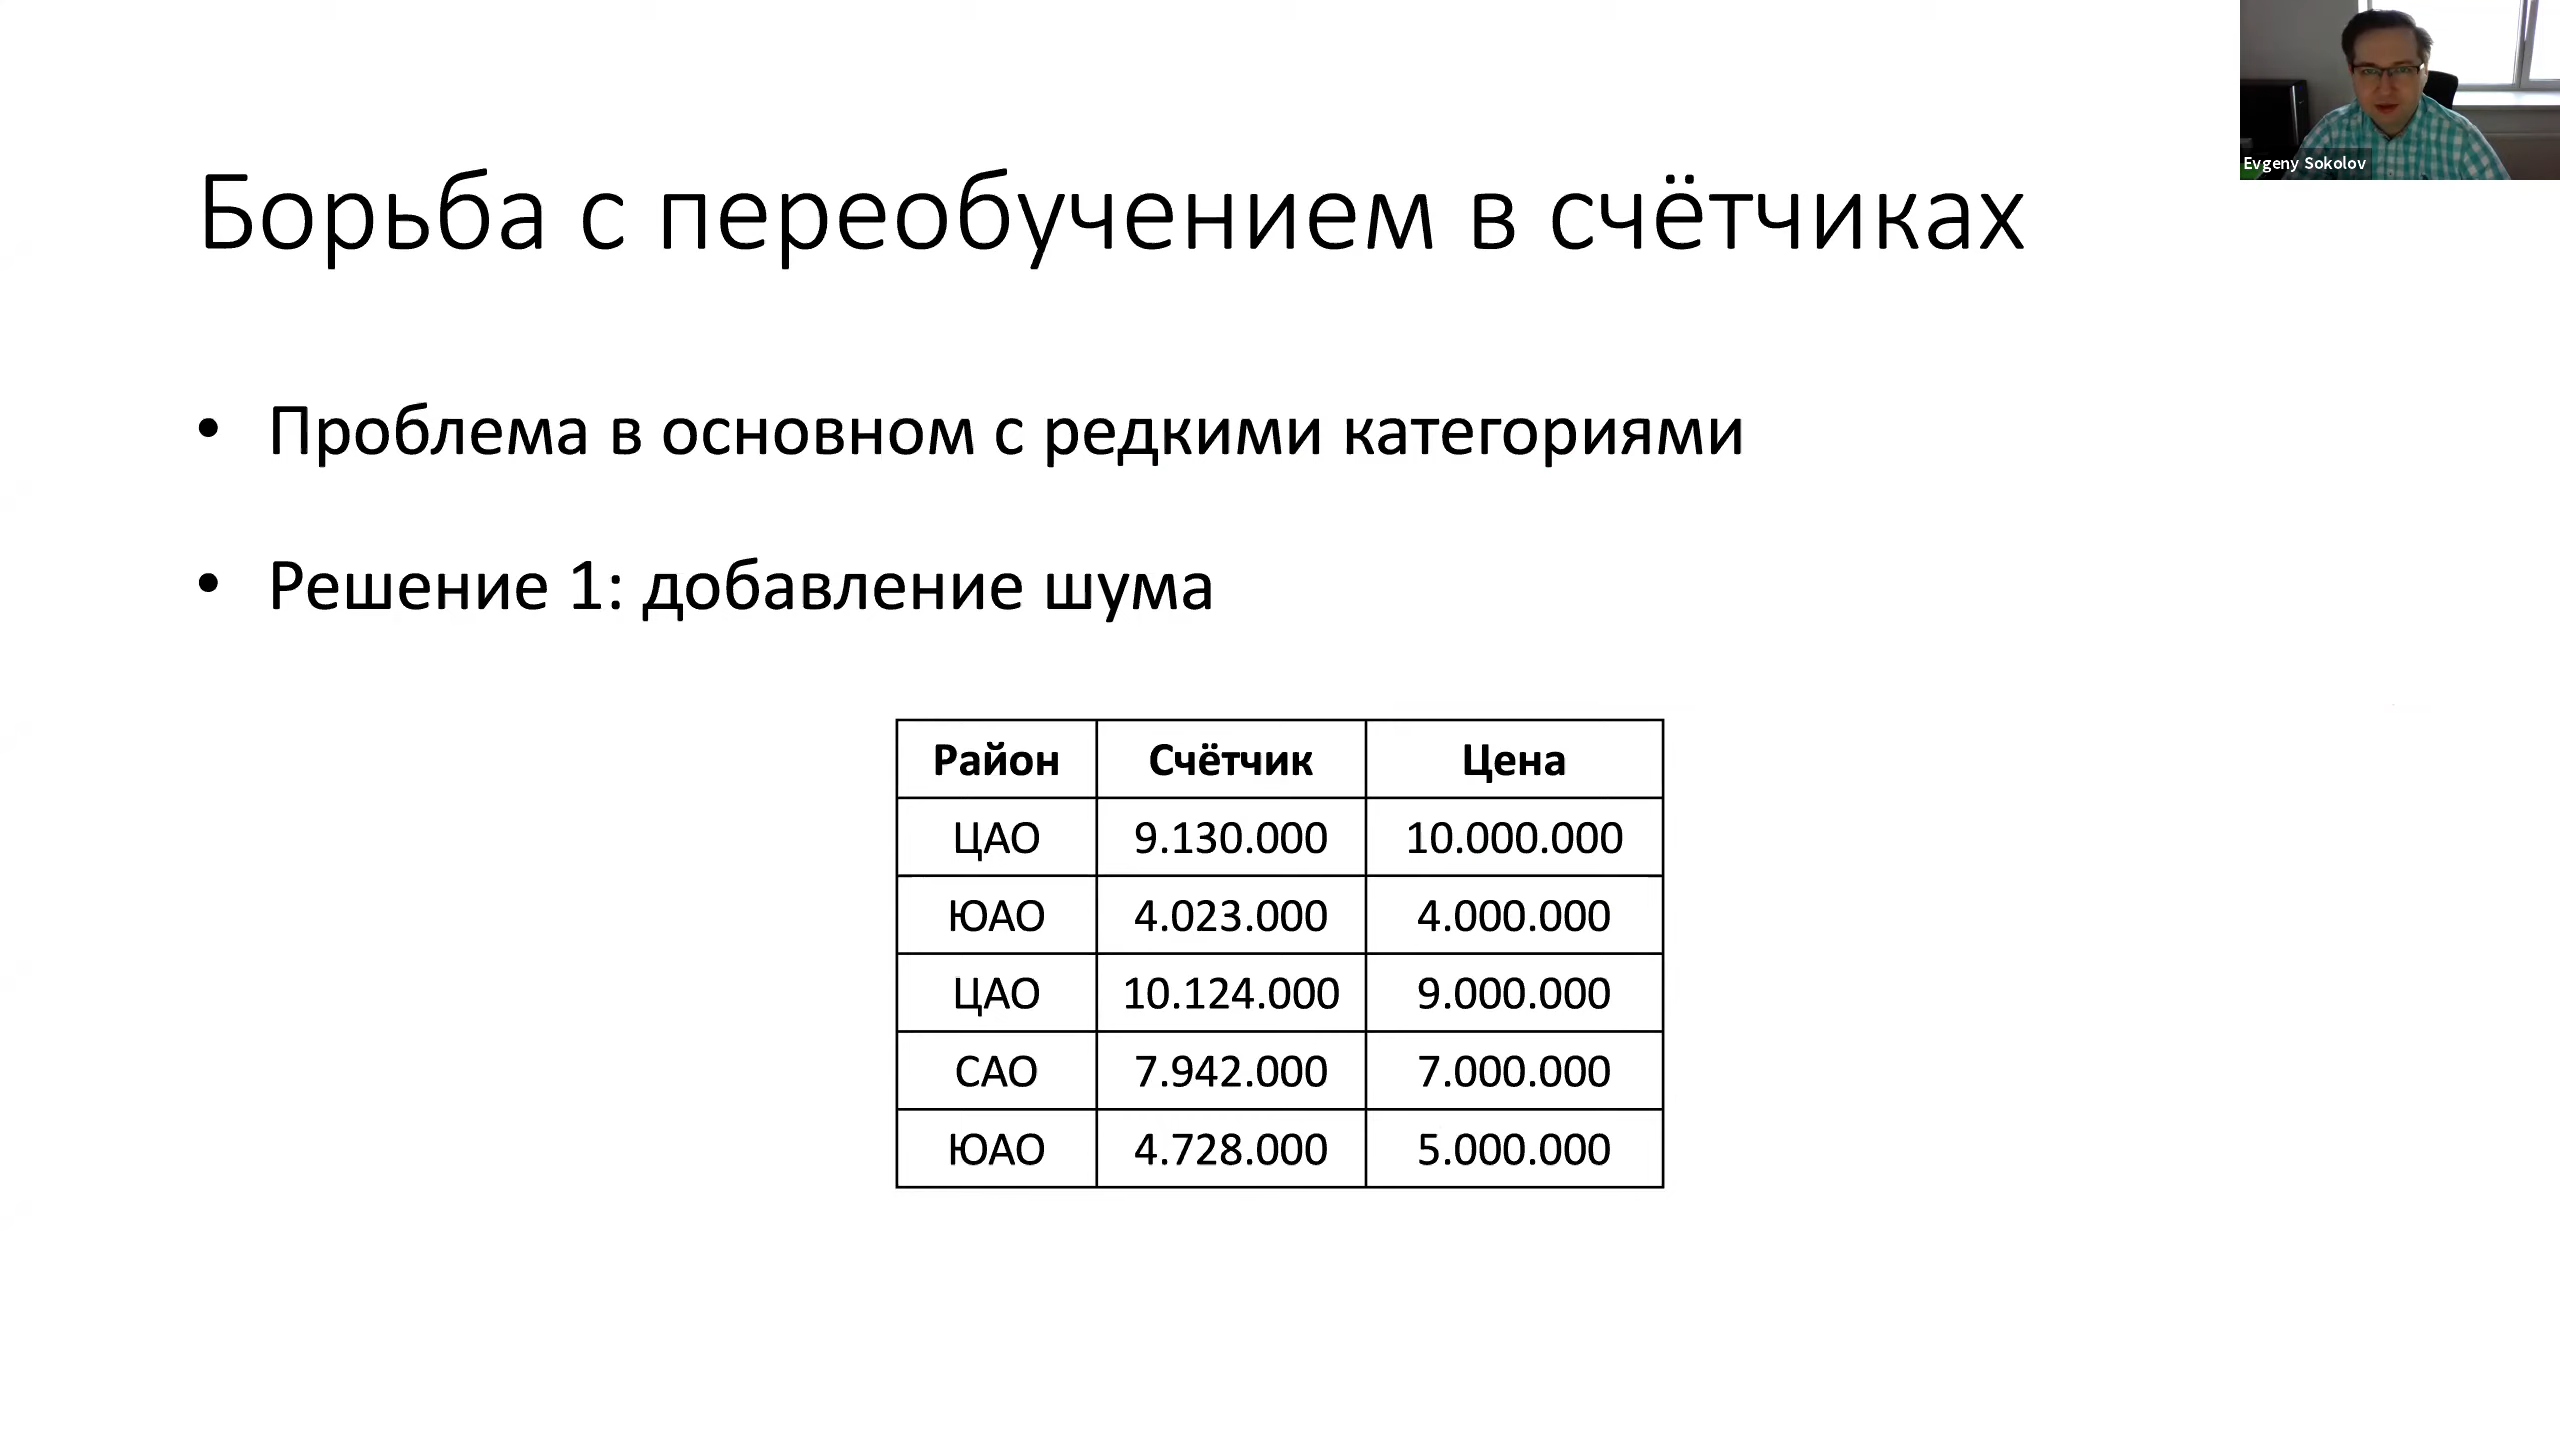 Evgeny Sokolov
Борьба с переобучением в счётчиках
• Проблема в основном с редкими категориями
• Решение 1: добавление шума
Район Счётчик Цена
ЦАО 9.130.000 10.000.000
ЮАО 4.023.000 4.000.000
ЦАО 10.124.000 9.000.000
САО 7.942.000 7.000.000
ЮАО 4.728.000 5.000.000